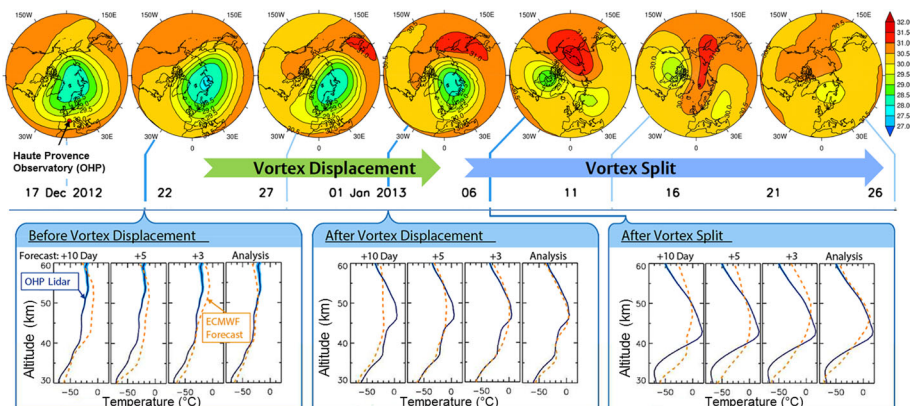 150W 150E
150W 150E
150W 150E
150W 150E
150W 150E
150W 150E
150W 150E
32.0
31.5
31.0
30.5
30.0
29.5
29.0
28.5
28.0
27.5
27.0
30W 30E
30W 0 30E
30W 0 30E
30W 0 30E
30W 0 30E
30W 0 30E
30W 0 30E
Haute Provence
Observatory (OHP)
Vortex Displacement
Vortex Split
17 Dec 2012 22 27 01 Jan 2013 06 11 16 21 26
Before Vortex Displacement
Forecast: +10 Day +5 +3 Analysis
OHP Lidar
ECMWF
Forecast
Altitude (km)
60
50
40
30
−50 0 −50 0 −50 0 −50 0
Temperature (°C)
After Vortex Displacement
+10 Day +5 +3 Analysis
Altitude (km)
60
50
40
30
−50 0 −50 0 −50 0 −50 0
Temperature (°C)
After Vortex Split
+10 Day +5 +3 Analysis
Altitude (km)
60
50
40
30
−50 0 −50 0 −50 0 −50 0
Temperature (°C)